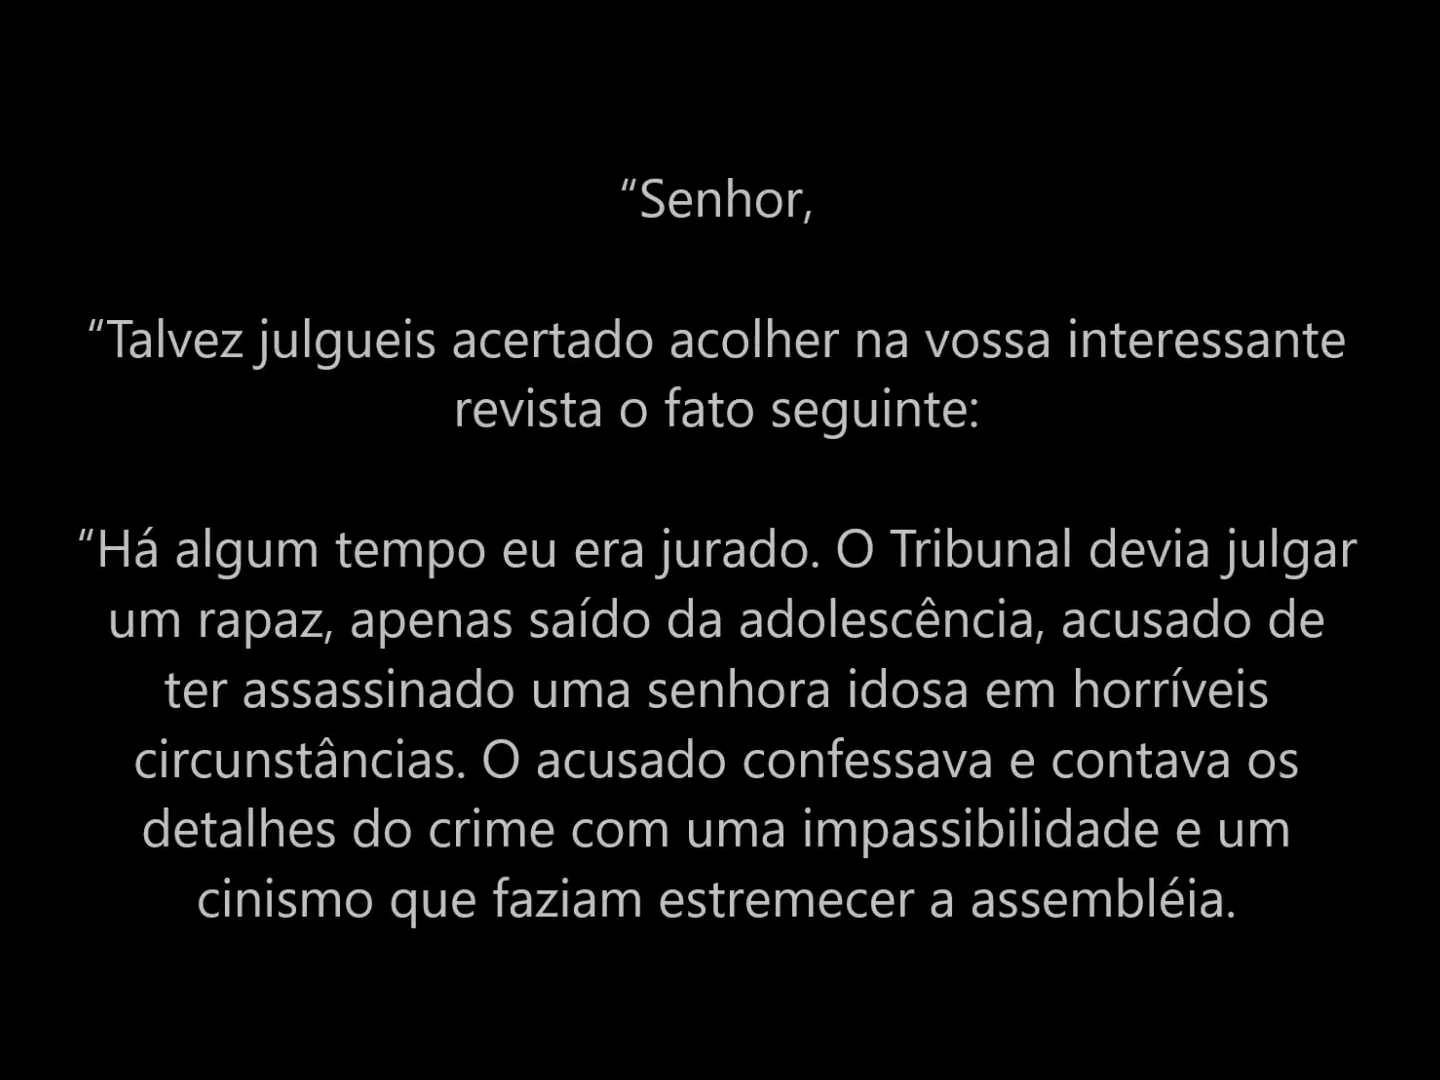 “Senhor,
“Talvez julgueis acertado acolher na vossa interessante
revista o fato seguinte:
“Há algum tempo eu era jurado. O Tribunal devia julgar
um rapaz, apenas saído da adolescência, acusado de
ter assassinado uma senhora idosa em horríveis
circunstâncias. O acusado confessava e contava os
detalhes do crime com uma impassibilidade e um
cinismo que faziam estremecer a assembléia.